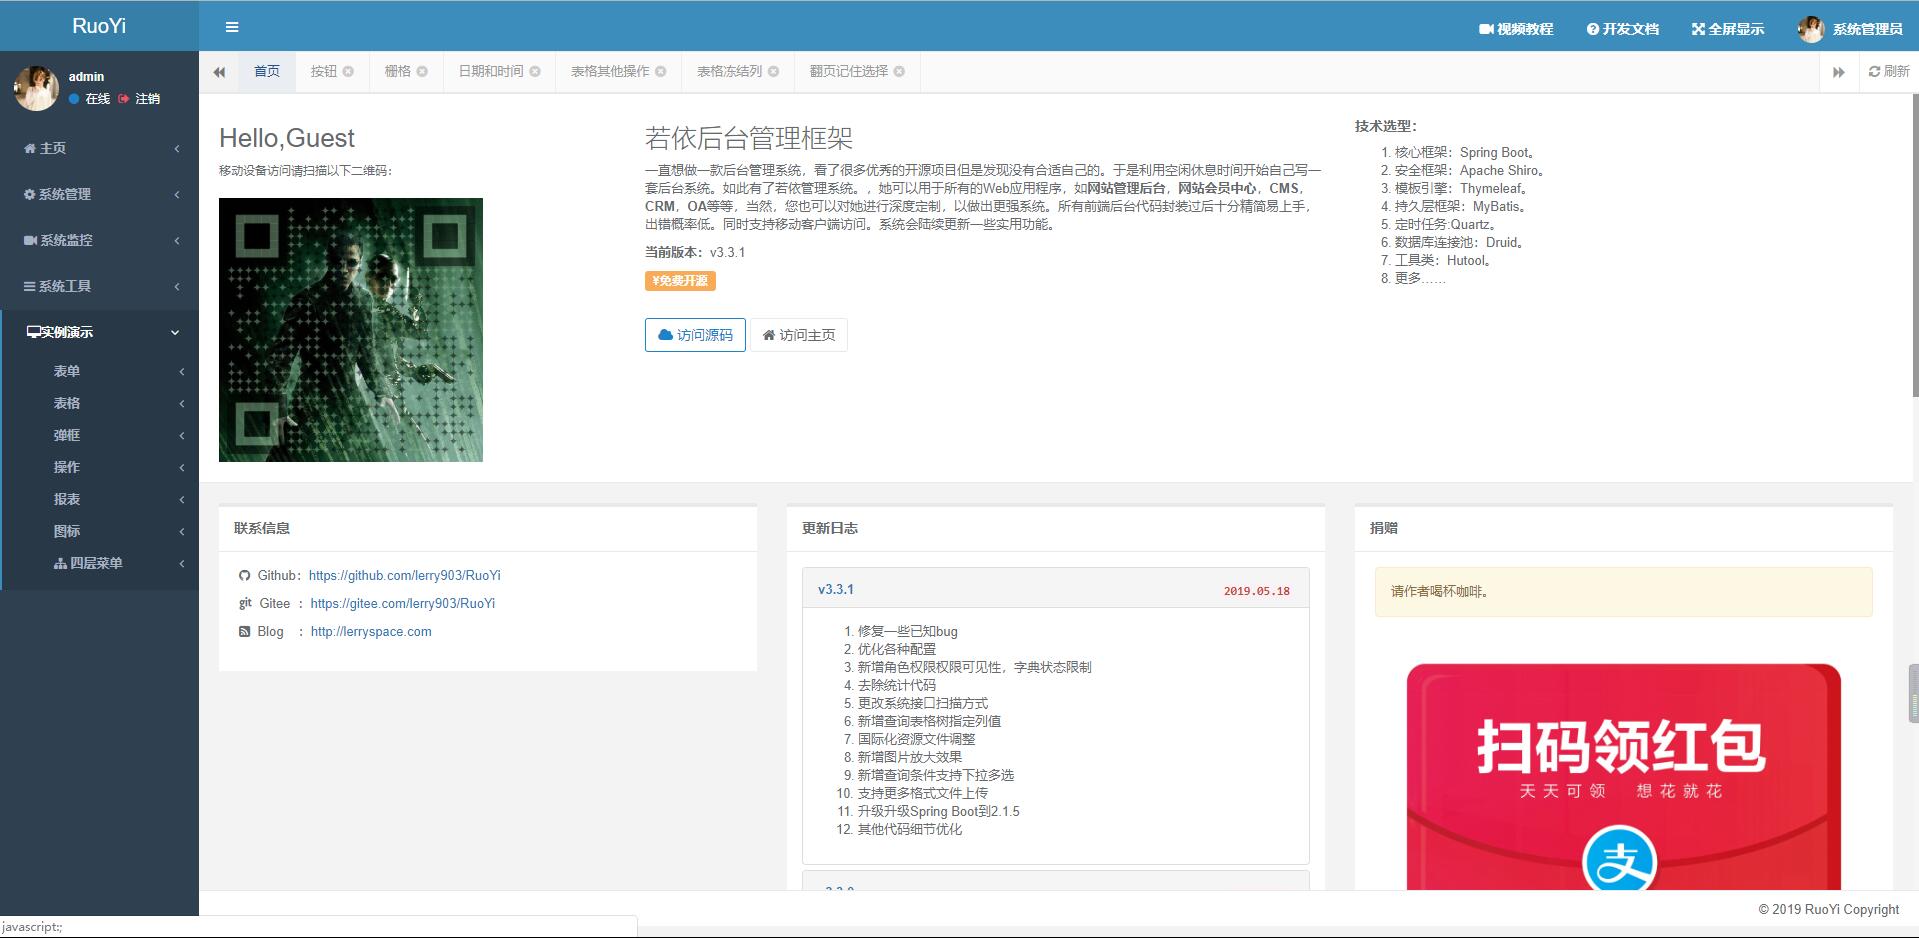 RuoYi
视频教程 开发文档 全屏显示 系统管理员
admin
在线 注销
首页 按钮 栅格 日期和时间 表格其他操作 表格冻结列 翻页记住选择 刷新
主页
系统管理
系统监控
系统工具
实例演示
表单
表格
弹框
操作
报表
图标
四层菜单
Hello,Guest
移动设备访问请扫描以下二维码：
若依后台管理框架
一直想做一款后台管理系统，看了很多优秀的开源项目但是发现没有合适自己的。于是利用空闲休息时间开始自己写一
套后台系统。如此有了若依管理系统。，她可以用于所有的Web应用程序，如网站管理后台，网站会员中心，CMS，
CRM，OA等等，当然，您也可以对她进行深度定制，以做出更强系统。所有前端后台代码封装过后十分精简易上手，
出错概率低。同时支持移动客户端访问。系统会陆续更新一些实用功能。
当前版本：v3.3.1
¥免费开源
访问源码 访问主页
技术选型：
1. 核心框架：Spring Boot。
2. 安全框架：Apache Shiro。
3. 模板引擎：Thymeleaf。
4. 持久层框架：MyBatis。
5. 定时任务:Quartz。
6. 数据库连接池：Druid。
7. 工具类：Hutool。
8. 更多……
联系信息
Github：https://github.com/lerry903/RuoYi
git Gitee ：https://gitee.com/lerry903/RuoYi
Blog ：http://lerryspace.com
更新日志
v3.3.1 2019.05.18
1. 修复一些已知bug
2. 优化各种配置
3. 新增角色权限权限可见性，字典状态限制
4. 去除统计代码
5. 更改系统接口扫描方式
6. 新增查询表格树指定列值
7. 国际化资源文件调整
8. 新增图片放大效果
9. 新增查询条件支持下拉多选
10. 支持更多格式文件上传
11. 升级升级Spring Boot到2.1.5
12. 其他代码细节优化
捐赠
请作者喝杯咖啡。
扫码领红包
天天可领 想花就花
支
© 2019 RuoYi Copyright
javascript:;